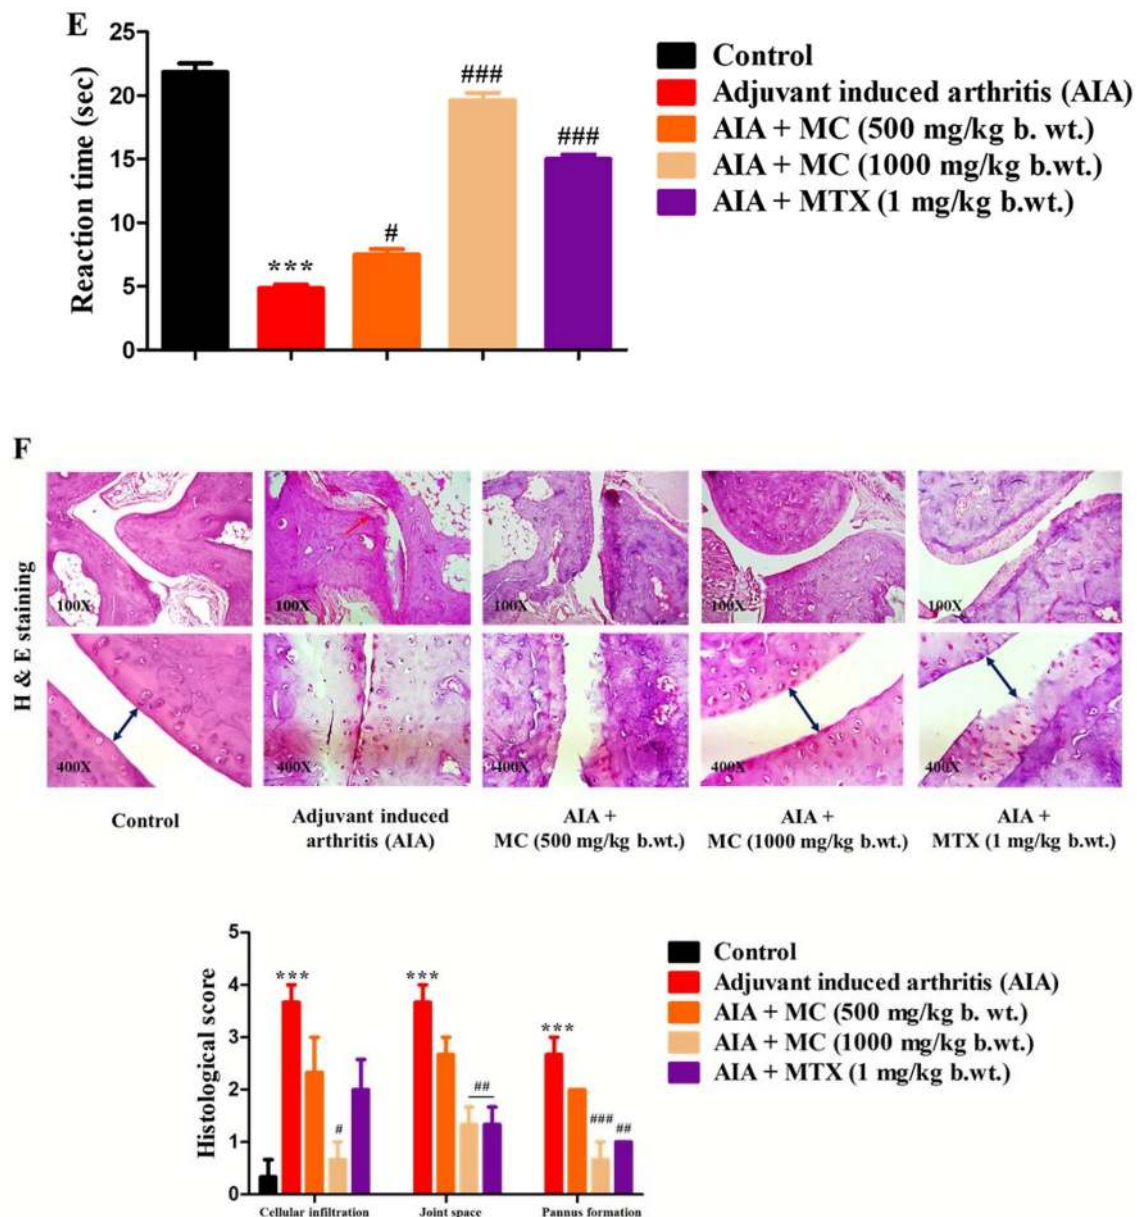 E
25
20
15
10
5
0
Reaction time (sec)
***
#
###
###
Control
Adjuvant induced arthritis (AIA)
AIA + MC (500 mg/kg b. wt.)
AIA + MC (1000 mg/kg b.wt.)
AIA + MTX (1 mg/kg b.wt.)
F
H & E staining
100X
100X
100X
100X
100X
400X
400X
400X
400X
400X
Control
Adjuvant induced
arthritis (AIA)
AIA +
MC (500 mg/kg b.wt.)
AIA +
MC (1000 mg/kg b.wt.)
AIA +
MTX (1 mg/kg b.wt.)
Histological score
5
4
3
2
1
0
***
#
***
##
***
###
##
Cellular infiltration
Joint space
Pannus formation
Control
Adjuvant induced arthritis (AIA)
AIA + MC (500 mg/kg b. wt.)
AIA + MC (1000 mg/kg b.wt.)
AIA + MTX (1 mg/kg b.wt.)